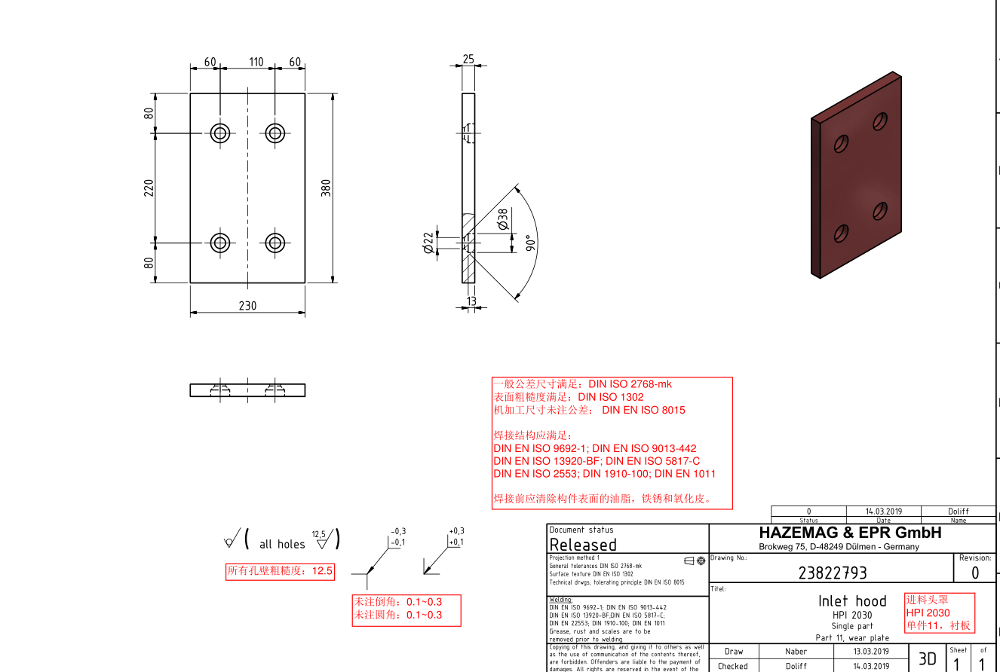 60
110
60
25
80
220
80
380
230
Ø22
Ø38
90°
13
一般公差尺寸满足：DIN ISO 2768-mk
表面粗糙度满足：DIN ISO 1302
机加工尺寸未注公差： DIN EN ISO 8015
焊接结构应满足：
DIN EN ISO 9692-1; DIN EN ISO 9013-442
DIN EN ISO 13920-BF; DIN EN ISO 5817-C
DIN EN ISO 2553; DIN 1910-100; DIN EN 1011
焊接前应清除构件表面的油脂，铁锈和氧化皮。
( all holes 12,5 )
所有孔壁粗糙度：12.5
-0,3
-0,1
+0,3
+0,1
未注倒角：0.1~0.3
未注圆角：0.1~0.3
0 14.03.2019 Doliff
Status Date Name
Document status
Released
HAZEMAG & EPR GmbH
Brokweg 75, D-48249 Dülmen - Germany
Projection method 1
General tolerances DIN ISO 2768-mk
Surface texture DIN EN ISO 1302
Technical drwgs; tolerating principle DIN EN ISO 8015
Drawing No.:
23822793
Revision:
0
Welding:
DIN EN ISO 9692-1; DIN EN ISO 9013-442
DIN EN ISO 13920-BF;DIN EN ISO 5817-C;
DIN EN 22553; DIN 1910-100; DIN EN 1011
Grease, rust and scales are to be
removed prior to welding
Titel:
Inlet hood
HPI 2030
Single part
Part 11, wear plate
进料头罩
HPI 2030
单件11，衬板
Copying of this drawing, and giving it to others as well
as the use of communication of the contents thereof,
are forbidden. Offenders are liable to the payment of
damages. All rights are reserved in the event of the
Draw Naber 13.03.2019
Checked Doliff 14.03.2019
3D
Sheet of
1 1